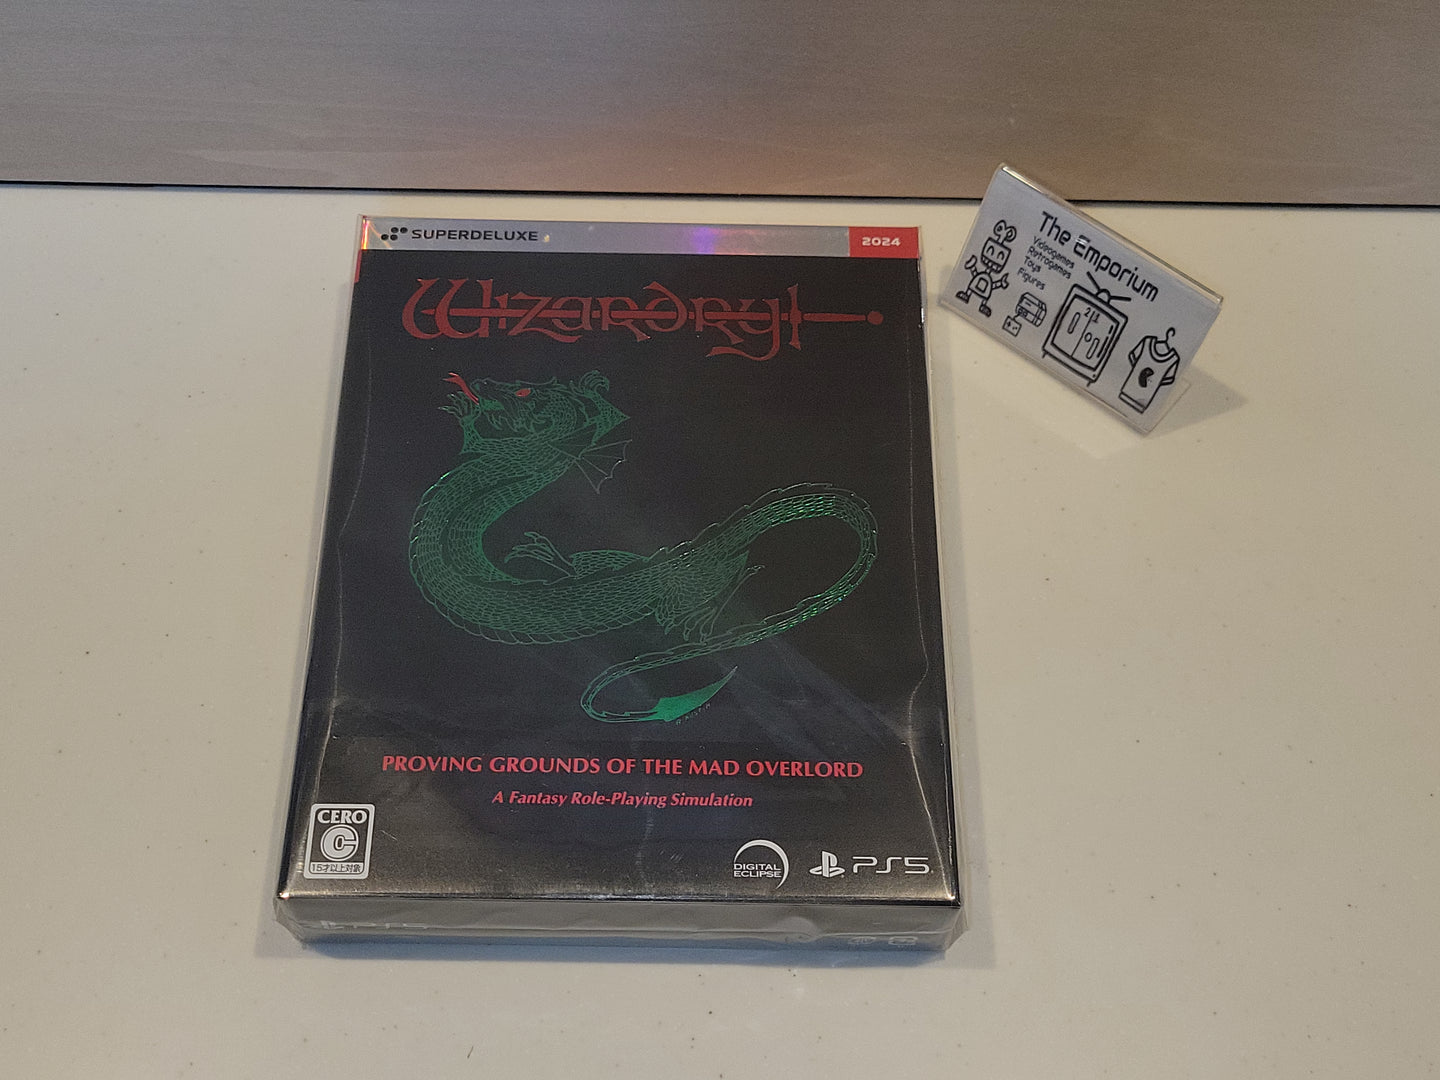 SUPERDELUXE
2024
Wizardry
PROVING GROUNDS OF THE MAD OVERLORD
A Fantasy Role-Playing Simulation
CERO
C
15才以上対象
DIGITAL
ECLIPSE
PS5
The Emporium
Videogames
Retrogames
Toys
Figures